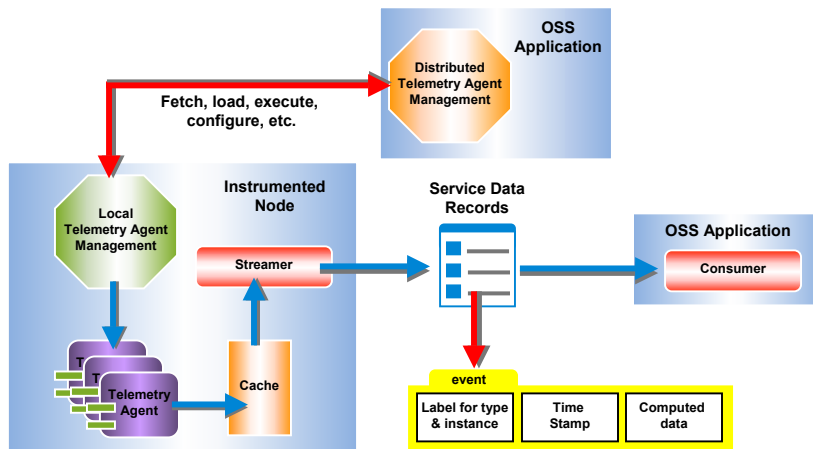 OSS
Application
Distributed
Telemetry Agent
Management
Fetch, load, execute,
configure, etc.
Instrumented
Node
Local
Telemetry Agent
Management
Streamer
Service Data
Records
OSS Application
Consumer
T
T
Telemetry
Agent
Cache
event
Label for type
& instance
Time
Stamp
Computed
data